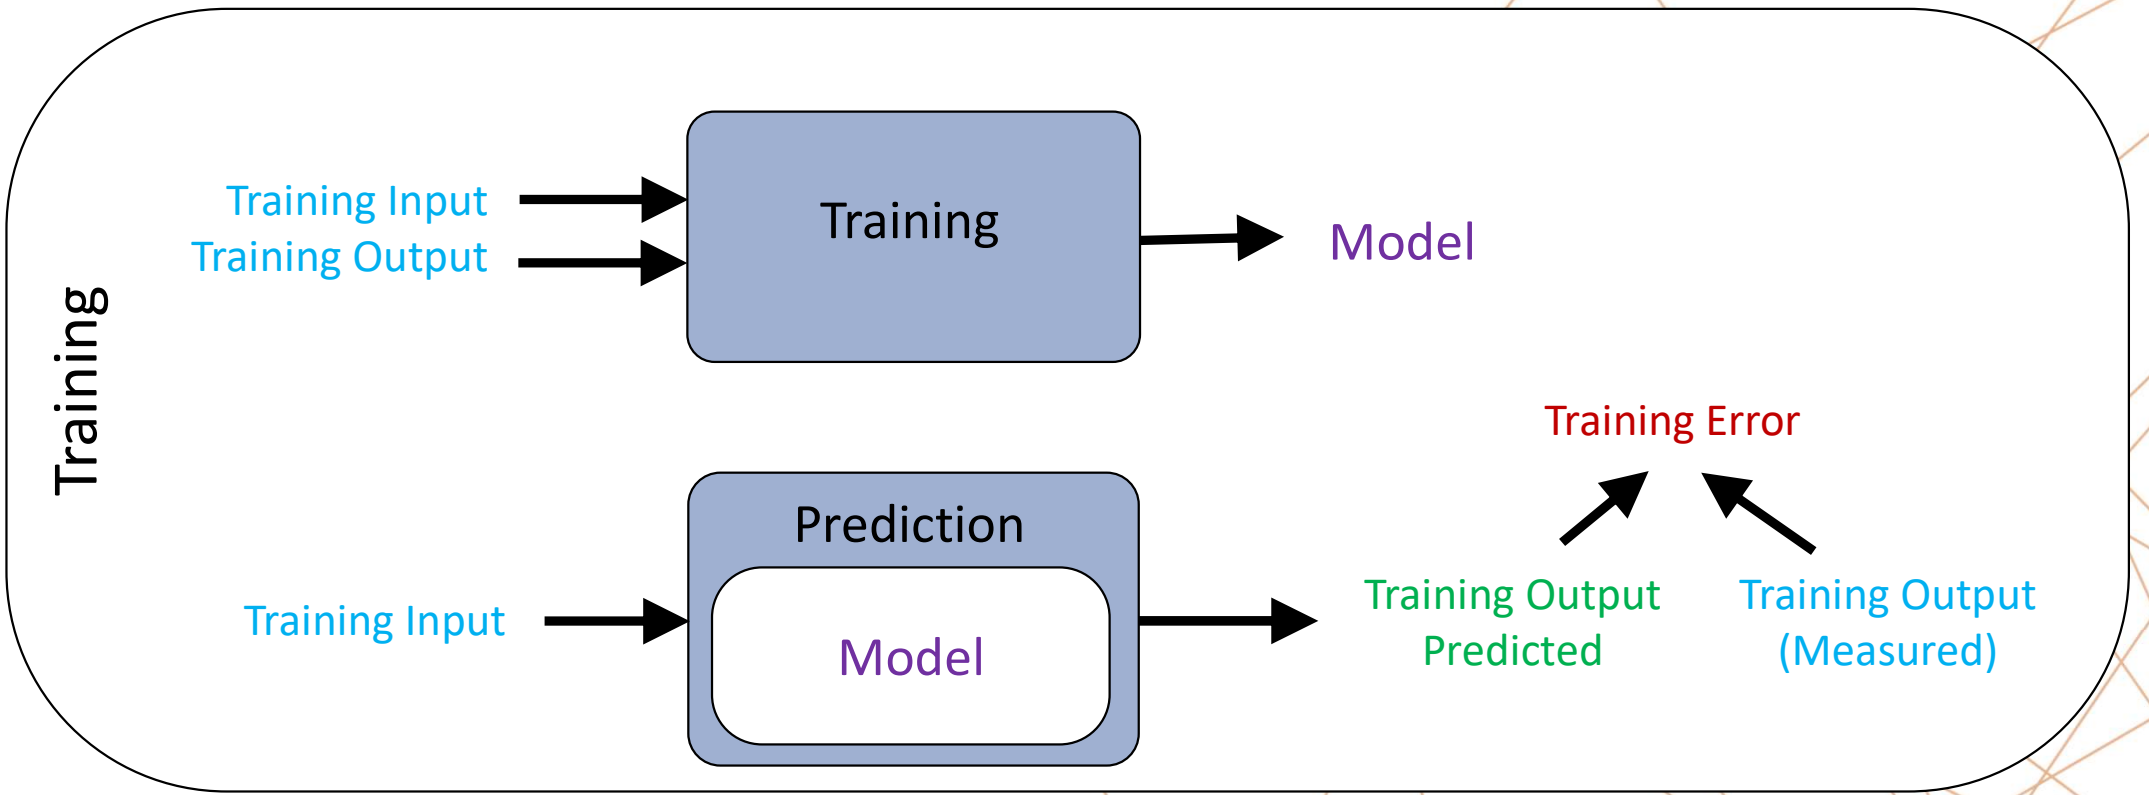 Training
Training Input
Training Output
Training
Model
Training Error
Prediction
Training Input
Model
Training Output
Predicted
Training Output
(Measured)